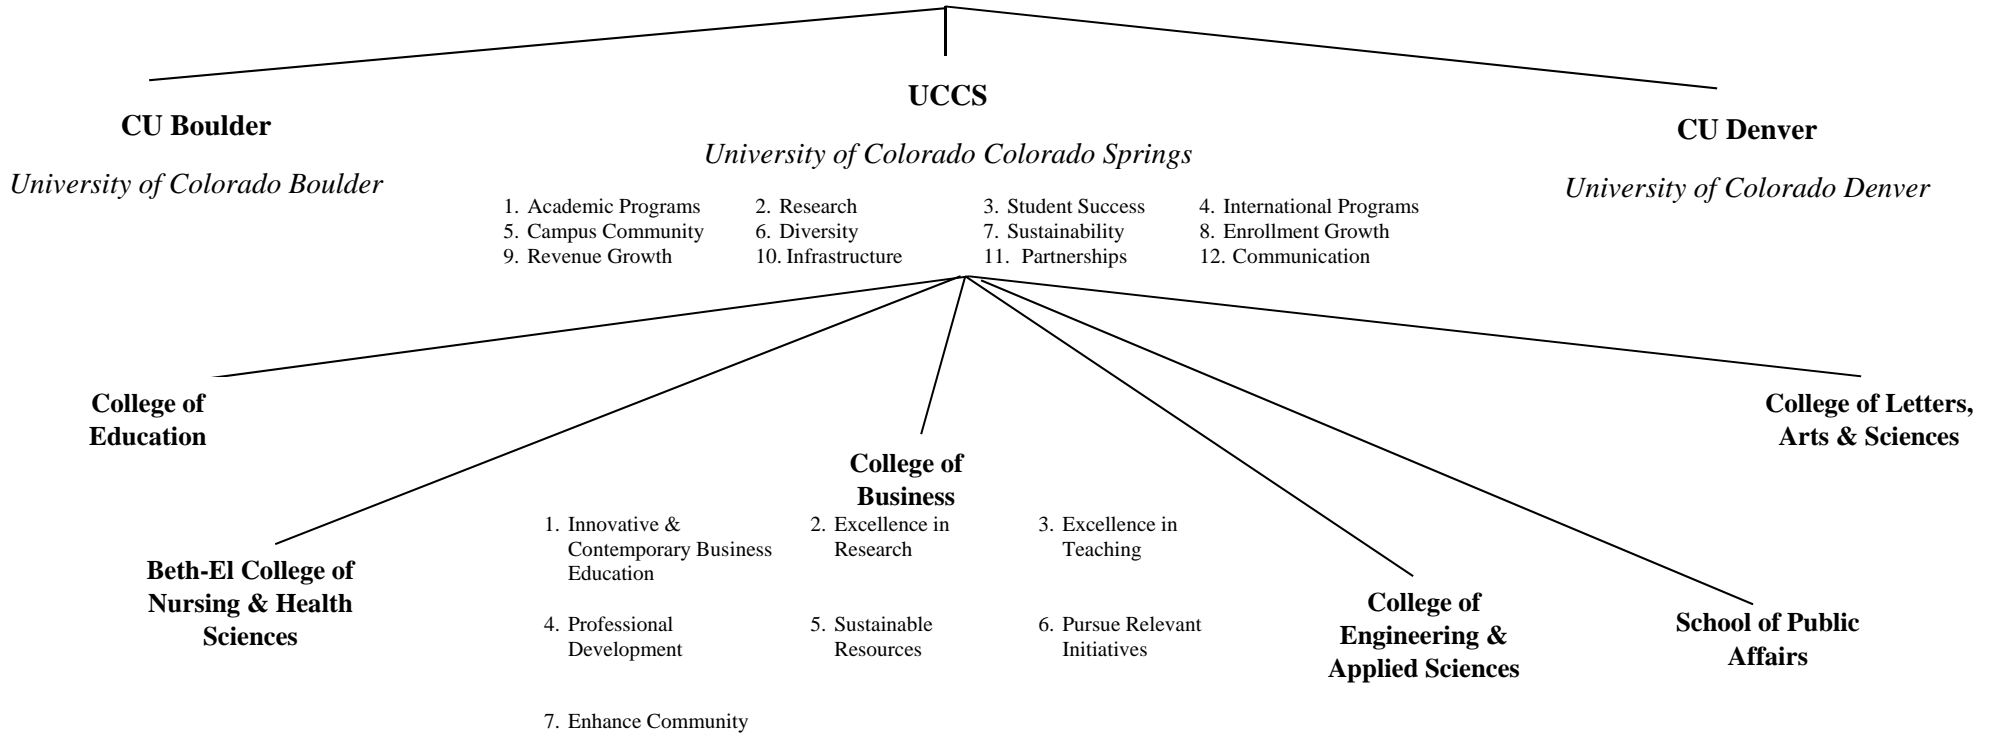 UCCS
CU Boulder
CU Denver
University of Colorado Colorado Springs
University of Colorado Boulder
University of Colorado Denver
1. Academic Programs 2. Research 3. Student Success 4. International Programs
5. Campus Community 6. Diversity 7. Sustainability 8. Enrollment Growth
9. Revenue Growth 10. Infrastructure 11. Partnerships 12. Communication
College of
Education
College of Letters,
Arts & Sciences
College of
Business
1. Innovative &
Contemporary Business
Education
2. Excellence in
Research
3. Excellence in
Teaching
4. Professional
Development
5. Sustainable
Resources
6. Pursue Relevant
Initiatives
7. Enhance Community
Beth-El College of
Nursing & Health
Sciences
College of
Engineering &
Applied Sciences
School of Public
Affairs